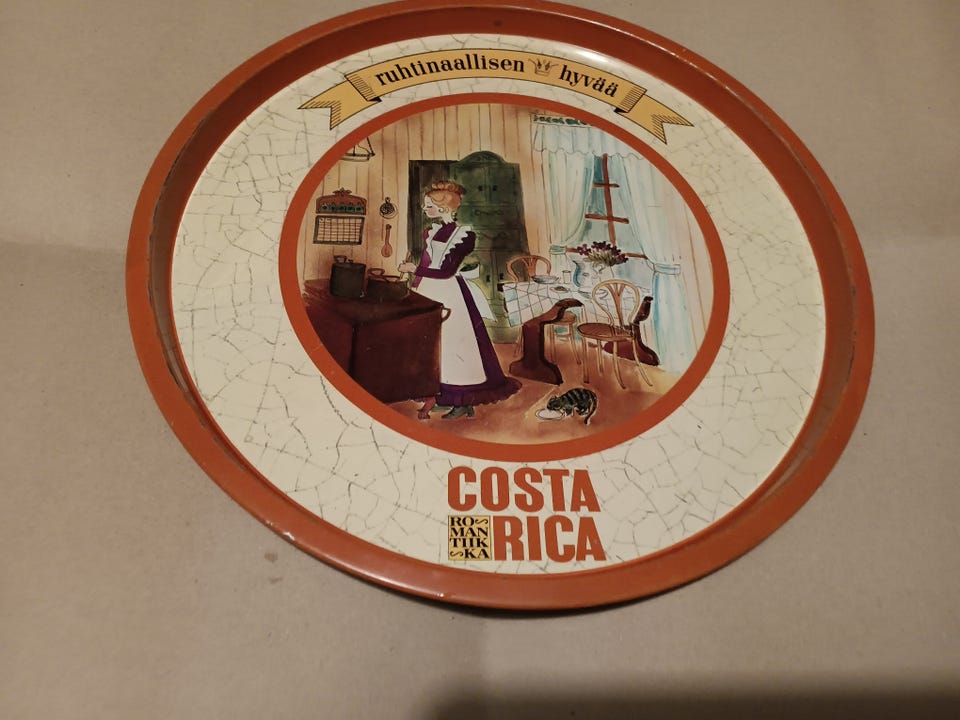 ruhtinaallisen hyvää
COSTA
RICA
RO
MAN
TIIK
KA